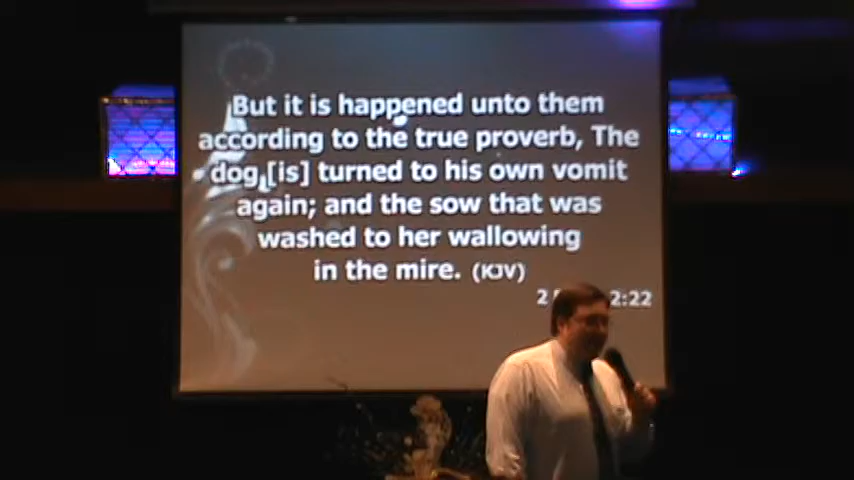 But it is happened unto them
according to the true proverb, The
dog [is] turned to his own vomit
again; and the sow that was
washed to her wallowing
in the mire. (KJV)
2 2:22